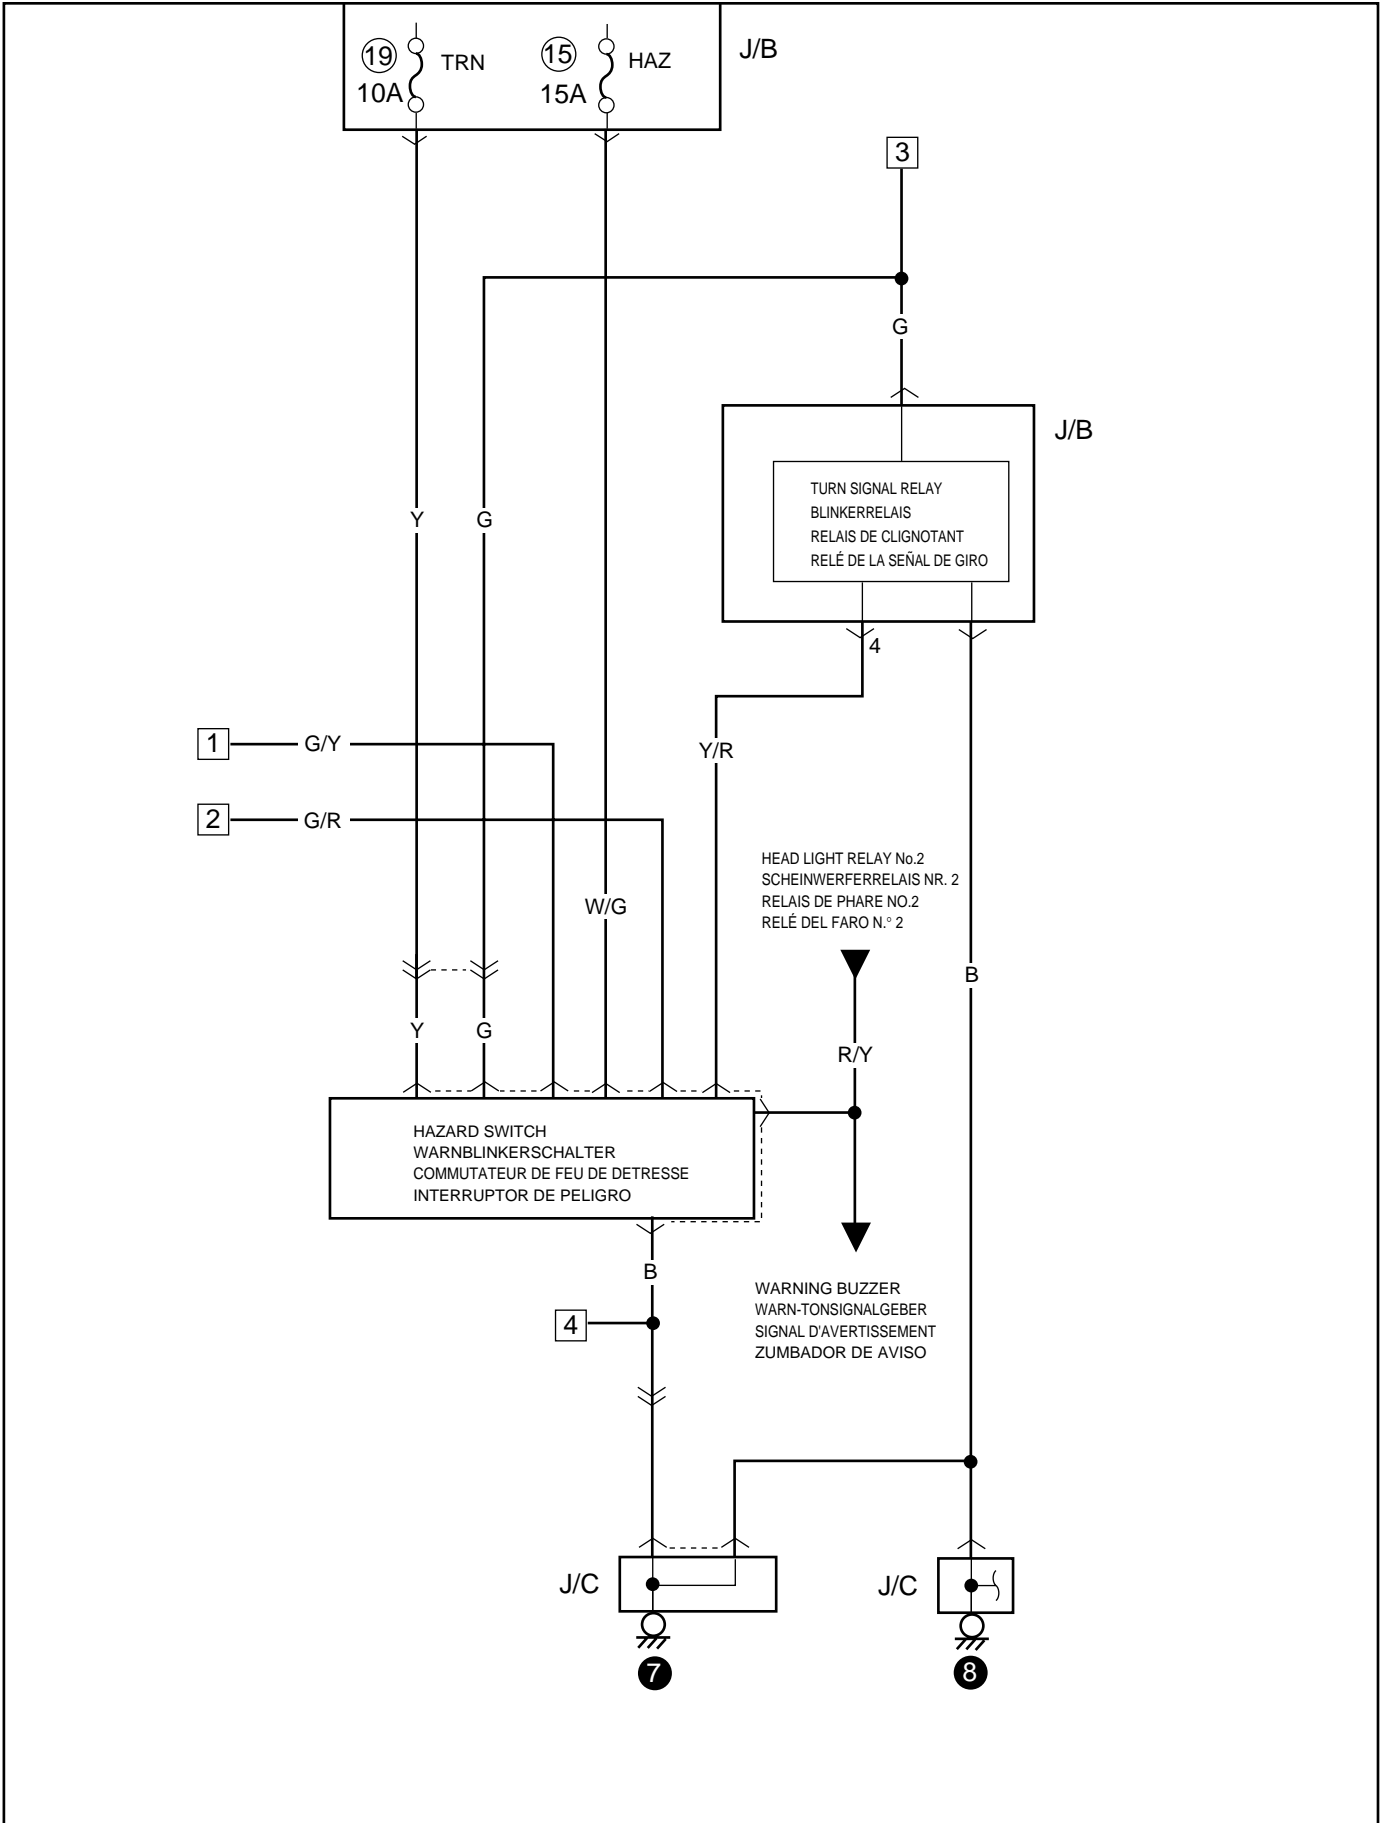 19
TRN
10A
15
HAZ
15A
J/B
3
G
J/B
TURN SIGNAL RELAY
BLINKERRELAIS
RELAIS DE CLIGNOTANT
RELÉ DE LA SEÑAL DE GIRO
Y
G
4
1
G/Y
Y/R
2
G/R
HEAD LIGHT RELAY No.2
SCHEINWERFERRELAIS NR. 2
RELAIS DE PHARE NO.2
RELÉ DEL FARO N.° 2
W/G
B
Y
G
R/Y
HAZARD SWITCH
WARNBLINKERSCHALTER
COMMUTATEUR DE FEU DE DETRESSE
INTERRUPTOR DE PELIGRO
B
4
WARNING BUZZER
WARN-TONSIGNALGEBER
SIGNAL D'AVERTISSEMENT
ZUMBADOR DE AVISO
J/C
J/C
7
8